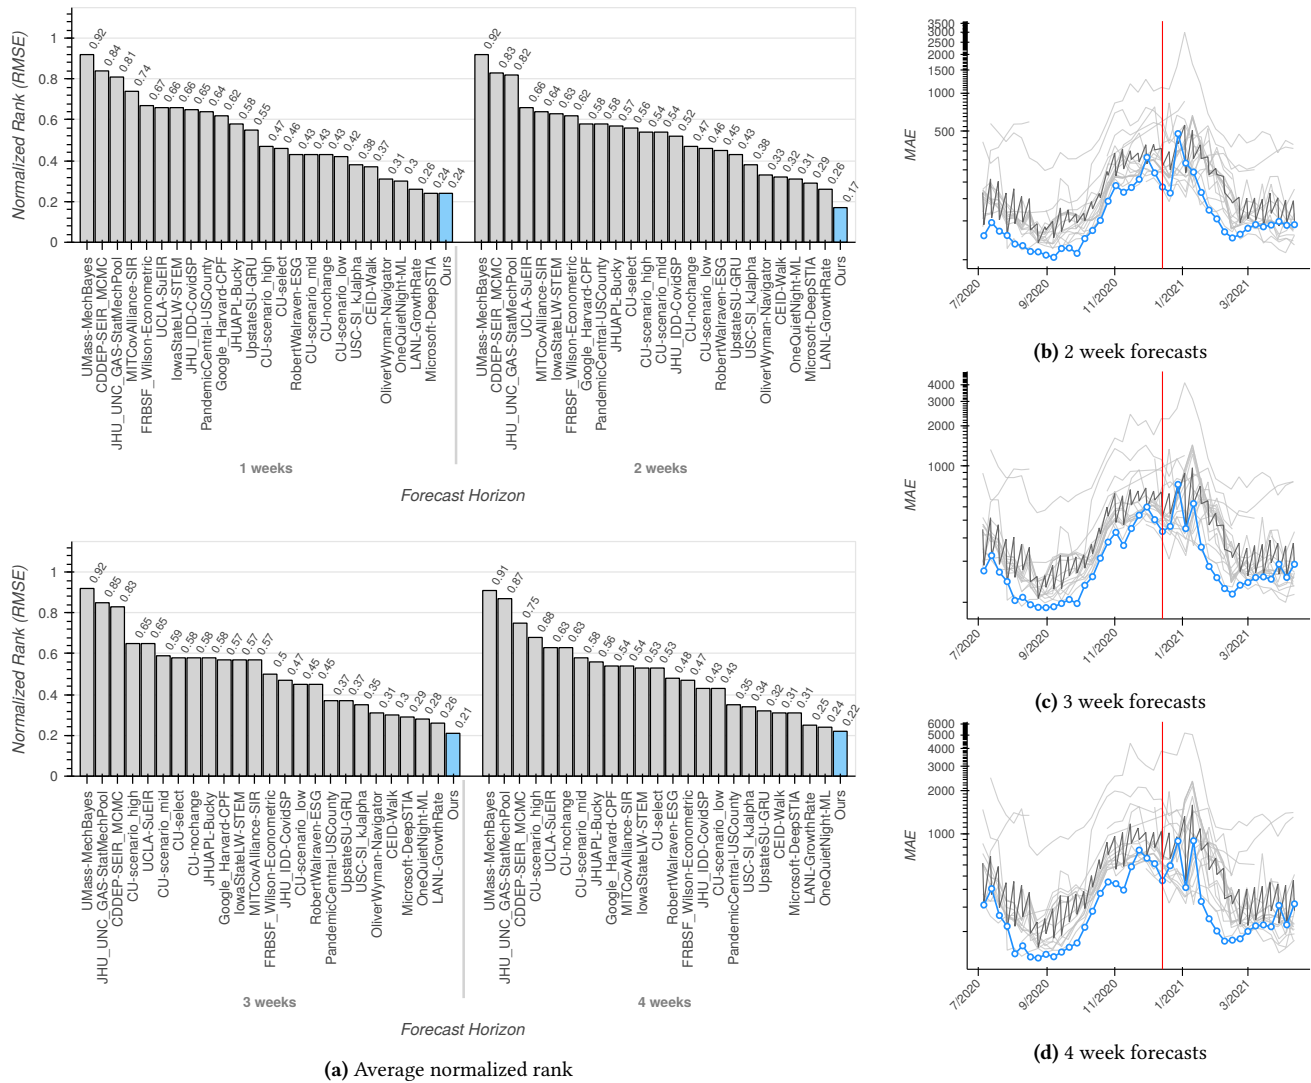 Normalized Rank (RMSE)
1
0.8
0.6
0.4
0.2
0
0.92 0.84 0.81 0.74 0.67 0.66 0.66 0.65 0.64 0.62 0.58 0.55 0.47 0.46 0.43 0.43 0.43 0.42 0.38 0.37 0.31 0.3 0.26 0.24 0.24
0.92 0.83 0.82 0.66 0.64 0.63 0.62 0.58 0.58 0.57 0.56 0.54 0.54 0.52 0.47 0.46 0.45 0.43 0.38 0.33 0.32 0.31 0.29 0.26 0.17
UMass-MechBayes
CDDEP-SEIR_MCMC
JHU_UNC_GAS-StatMechPool
MITCovAlliance-SIR
FRBSF_Wilson-Econometric
UCLA-SuEIR
IowaStateLW-STEM
JHU_IDD-CovidSP
PandemicCentral-USCounty
Google_Harvard-CPF
JHUAPL-Bucky
UpstateSU-GRU
CU-scenario_high
CU-select
RobertWalraven-ESG
CU-scenario_mid
CU-nochange
CU-scenario_low
USC-SI_kJalpha
CEID-Walk
OliverWyman-Navigator
OneQuietNight-ML
LANL-GrowthRate
Microsoft-DeepSTIA
Ours
UMass-MechBayes
CDDEP-SEIR_MCMC
JHU_UNC_GAS-StatMechPool
UCLA-SuEIR
MITCovAlliance-SIR
IowaStateLW-STEM
FRBSF_Wilson-Econometric
Google_Harvard-CPF
PandemicCentral-USCounty
JHUAPL-Bucky
CU-select
CU-scenario_high
CU-scenario_mid
JHU_IDD-CovidSP
CU-nochange
CU-scenario_low
RobertWalraven-ESG
UpstateSU-GRU
USC-SI_kJalpha
OliverWyman-Navigator
CEID-Walk
OneQuietNight-ML
Microsoft-DeepSTIA
LANL-GrowthRate
Ours
1 weeks
2 weeks
Forecast Horizon
Normalized Rank (RMSE)
1
0.8
0.6
0.4
0.2
0
0.92 0.85 0.83 0.65 0.65 0.59 0.58 0.58 0.58 0.57 0.57 0.57 0.5 0.47 0.45 0.45 0.37 0.37 0.35 0.31 0.3 0.29 0.28 0.26 0.21
0.91 0.87 0.75 0.68 0.63 0.63 0.58 0.56 0.54 0.54 0.53 0.53 0.48 0.47 0.43 0.43 0.35 0.34 0.32 0.31 0.31 0.25 0.24 0.22
UMass-MechBayes
JHU_UNC_GAS-StatMechPool
CDDEP-SEIR_MCMC
CU-scenario_high
UCLA-SuEIR
CU-scenario_mid
CU-select
CU-nochange
JHUAPL-Bucky
Google_Harvard-CPF
IowaStateLW-STEM
MITCovAlliance-SIR
FRBSF_Wilson-Econometric
JHU_IDD-CovidSP
CU-scenario_low
RobertWalraven-ESG
PandemicCentral-USCounty
UpstateSU-GRU
USC-SI_kJalpha
OliverWyman-Navigator
CEID-Walk
Microsoft-DeepSTIA
OneQuietNight-ML
LANL-GrowthRate
Ours
UMass-MechBayes
JHU_UNC_GAS-StatMechPool
CDDEP-SEIR_MCMC
CU-scenario_high
UCLA-SuEIR
CU-nochange
CU-scenario_mid
JHUAPL-Bucky
Google_Harvard-CPF
MITCovAlliance-SIR
IowaStateLW-STEM
CU-select
RobertWalraven-ESG
FRBSF_Wilson-Econometric
JHU_IDD-CovidSP
CU-scenario_low
PandemicCentral-USCounty
USC-SI_kJalpha
UpstateSU-GRU
CEID-Walk
Microsoft-DeepSTIA
LANL-GrowthRate
OneQuietNight-ML
Ours
3 weeks
4 weeks
Forecast Horizon
(a) Average normalized rank
MAE
3500
3000
2500
2000
1500
1000
500
7/2020
9/2020
11/2020
1/2021
3/2021
(b) 2 week forecasts
MAE
4000
3000
2000
1000
7/2020
9/2020
11/2020
1/2021
3/2021
(c) 3 week forecasts
MAE
6000
5000
4000
3000
2000
1000
7/2020
9/2020
11/2020
1/2021
3/2021
(d) 4 week forecasts